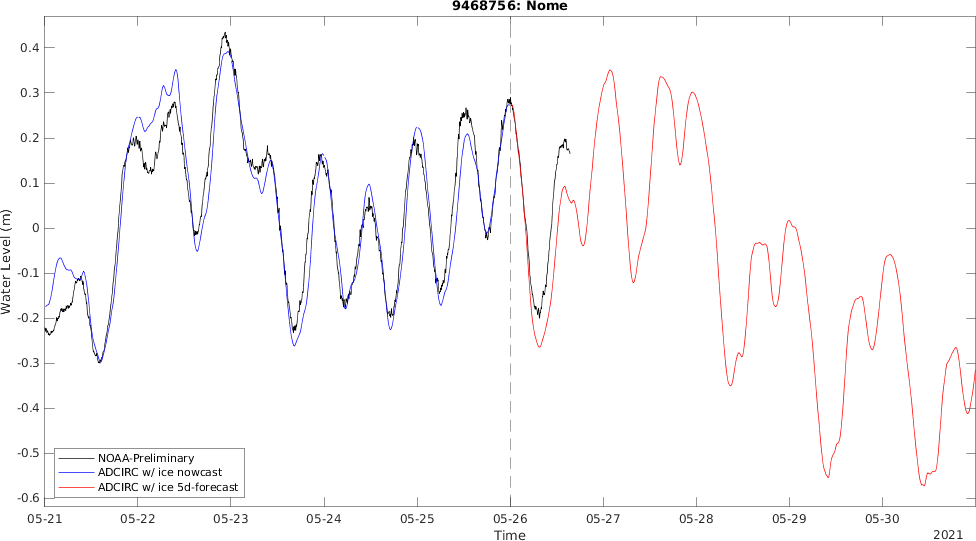 9468756: Nome
0.4
0.3
0.2
0.1
0
-0.1
-0.2
-0.3
-0.4
-0.5
-0.6
Water Level (m)
NOAA-Preliminary
ADCIRC w/ ice nowcast
ADCIRC w/ ice 5d-forecast
05-21 05-22 05-23 05-24 05-25 05-26 05-27 05-28 05-29 05-30
Time
2021